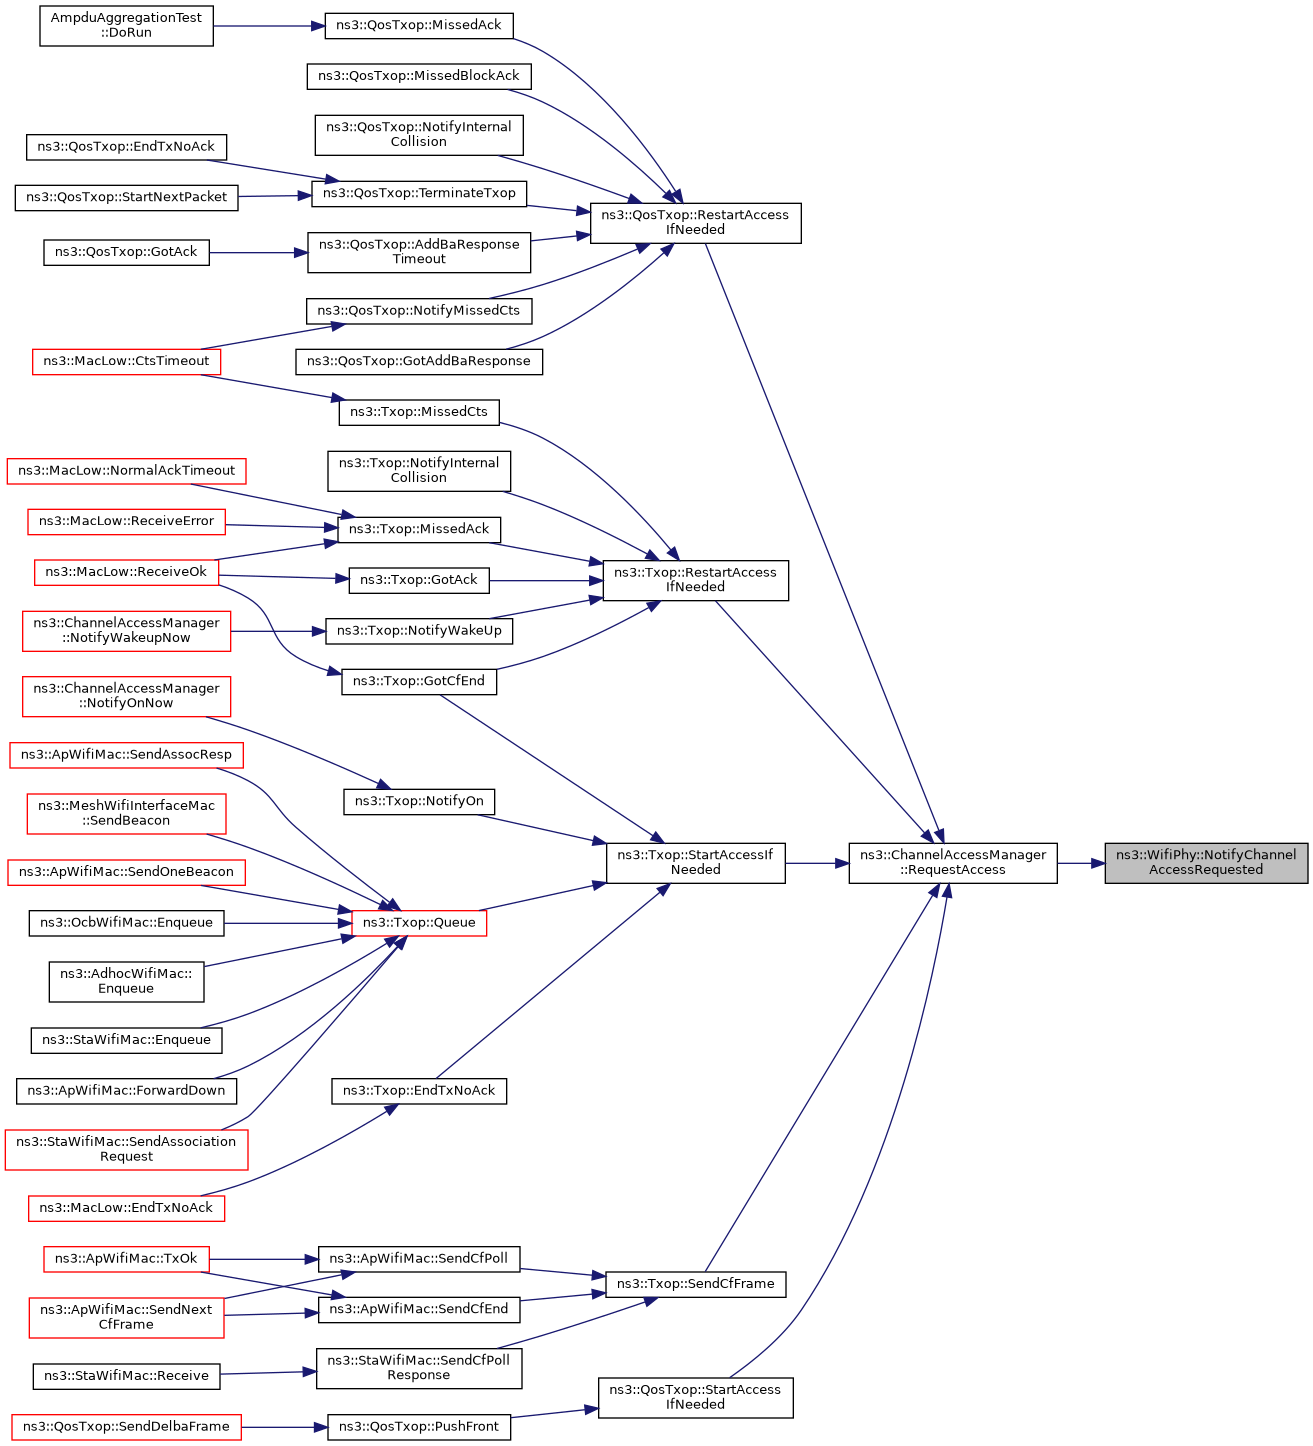 AmpduAggregationTest
::DoRun
ns3::QosTxop::MissedAck
ns3::QosTxop::MissedBlockAck
ns3::QosTxop::NotifyInternal
Collision
ns3::QosTxop::EndTxNoAck
ns3::QosTxop::TerminateTxop
ns3::QosTxop::StartNextPacket
ns3::QosTxop::RestartAccess
IfNeeded
ns3::QosTxop::GotAck
ns3::QosTxop::AddBaResponse
Timeout
ns3::QosTxop::NotifyMissedCts
ns3::MacLow::CtsTimeout
ns3::QosTxop::GotAddBaResponse
ns3::Txop::MissedCts
ns3::MacLow::NormalAckTimeout
ns3::Txop::NotifyInternal
Collision
ns3::MacLow::ReceiveError
ns3::Txop::MissedAck
ns3::MacLow::ReceiveOk
ns3::Txop::GotAck
ns3::Txop::RestartAccess
IfNeeded
ns3::ChannelAccessManager
::NotifyWakeupNow
ns3::Txop::NotifyWakeUp
ns3::Txop::GotCfEnd
ns3::ChannelAccessManager
::NotifyOnNow
ns3::ApWifiMac::SendAssocResp
ns3::MeshWifiInterfaceMac
::SendBeacon
ns3::Txop::NotifyOn
ns3::ApWifiMac::SendOneBeacon
ns3::Txop::StartAccessIf
Needed
ns3::ChannelAccessManager
::RequestAccess
ns3::WifiPhy::NotifyChannel
AccessRequested
ns3::OcbWifiMac::Enqueue
ns3::Txop::Queue
ns3::AdhocWifiMac::
Enqueue
ns3::StaWifiMac::Enqueue
ns3::ApWifiMac::ForwardDown
ns3::Txop::EndTxNoAck
ns3::StaWifiMac::SendAssociation
Request
ns3::MacLow::EndTxNoAck
ns3::ApWifiMac::TxOk
ns3::ApWifiMac::SendCfPoll
ns3::Txop::SendCfFrame
ns3::ApWifiMac::SendNext
CfFrame
ns3::ApWifiMac::SendCfEnd
ns3::StaWifiMac::Receive
ns3::StaWifiMac::SendCfPoll
Response
ns3::QosTxop::StartAccess
IfNeeded
ns3::QosTxop::SendDelbaFrame
ns3::QosTxop::PushFront